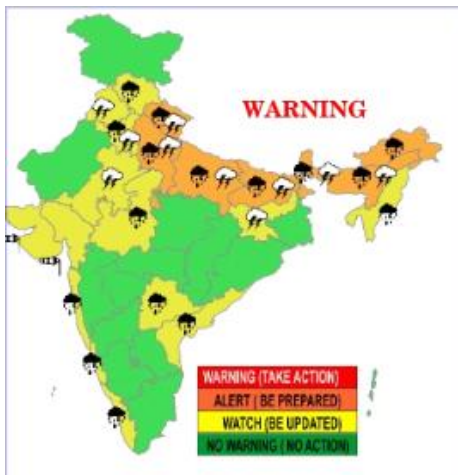 WARNING
WARNING (TAKE ACTION)
ALERT ( BE PREPARED)
WATCH (BE UPDATED)
NO WARNING ( NO ACTION)